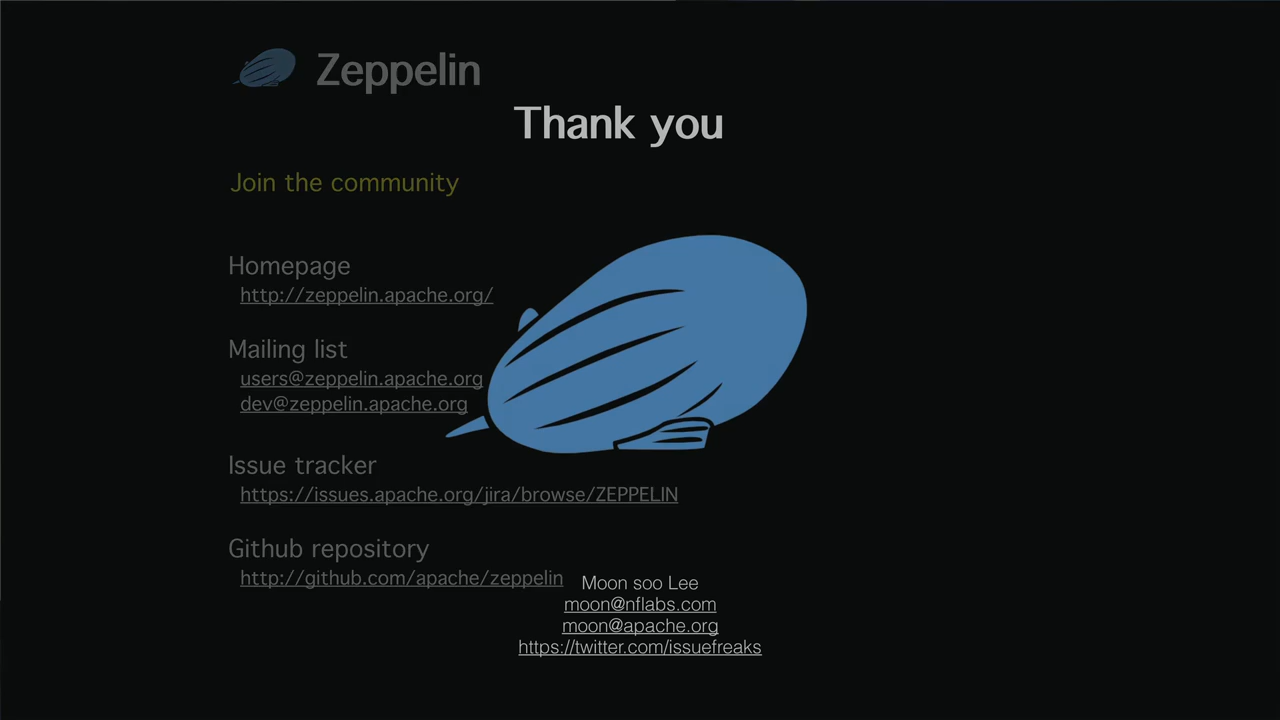 Zeppelin
Thank you
Join the community
Homepage
http://zeppelin.apache.org/
Mailing list
users@zeppelin.apache.org
dev@zeppelin.apache.org
Issue tracker
https://issues.apache.org/jira/browse/ZEPPELIN
Github repository
http://github.com/apache/zeppelin
Moon soo Lee
moon@nflabs.com
moon@apache.org
https://twitter.com/issuefreaks